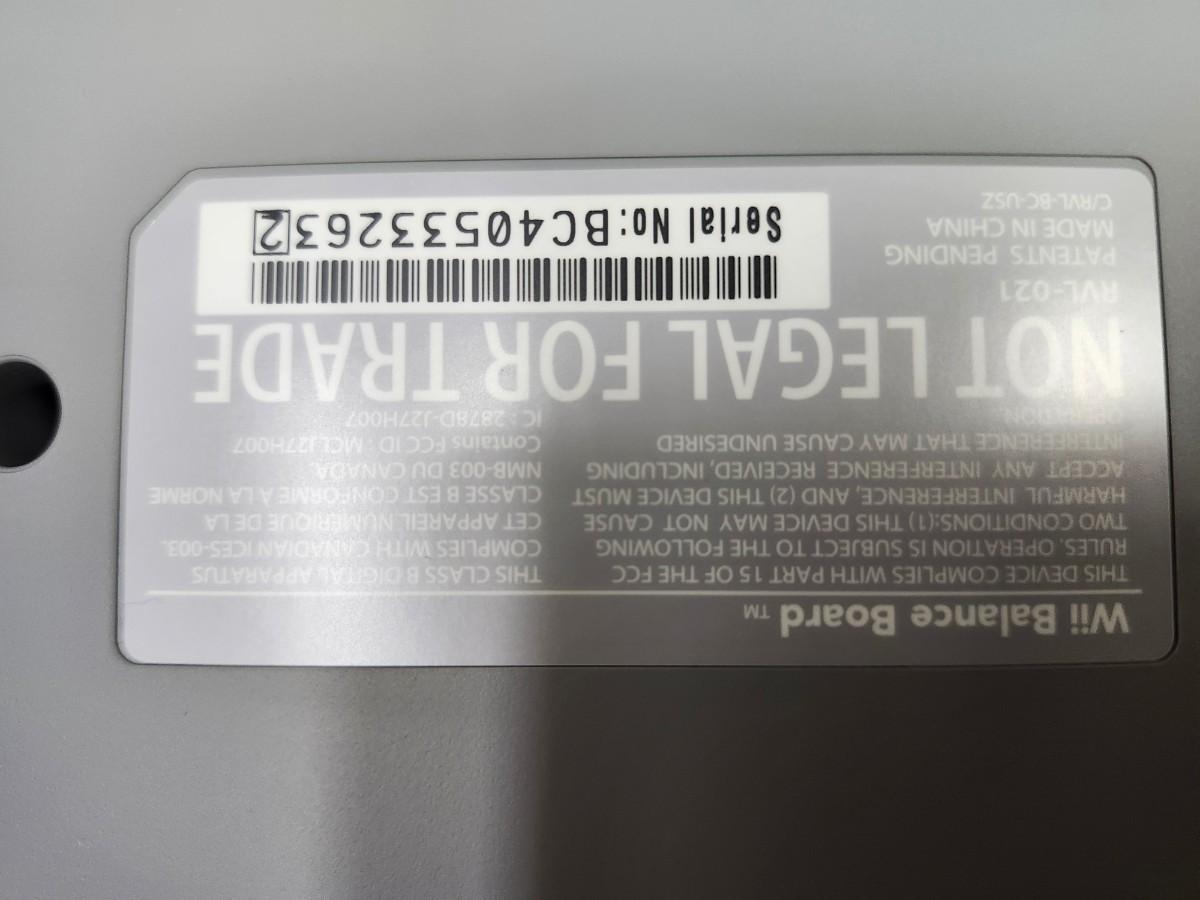 Wii Balance Board ™
THIS DEVICE COMPLIES WITH PART 15 OF THE FCC
RULES. OPERATION IS SUBJECT TO THE FOLLOWING
TWO CONDITIONS:(1) THIS DEVICE MAY NOT CAUSE
HARMFUL INTERFERENCE, AND (2) THIS DEVICE MUST
ACCEPT ANY INTERFERENCE RECEIVED, INCLUDING
INTERFERENCE THAT MAY CAUSE UNDESIRED
OPERATION.
THIS CLASS B DIGITAL APPARATUS
COMPLIES WITH CANADIAN ICES-003.
CET APPAREIL NUMERIQUE DE LA
CLASSE B EST CONFORME A LA NORME
NMB-003 DU CANADA.
Contains FCC ID : MCLJ27H007
IC : 2878D-J27H007
NOT LEGAL FOR TRADE
RVL-021
PATENTS PENDING
MADE IN CHINA
C/RVL-BC-USZ
Serial No:BC405332632